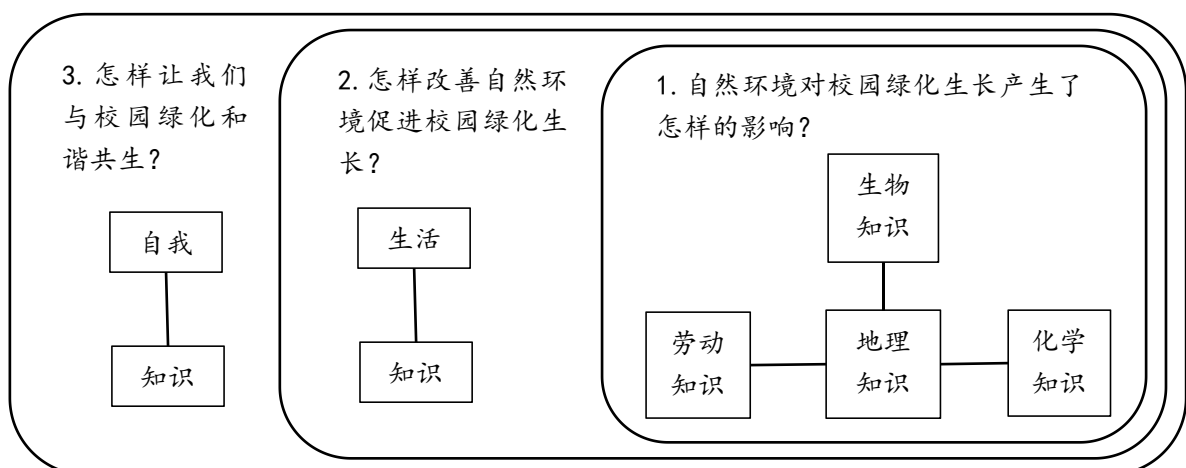 3. 怎样让我们
与校园绿化和
谐共生？
自我
知识
2. 怎样改善自然环
境促进校园绿化生
长？
生活
知识
1. 自然环境对校园绿化生长产生了
怎样的影响？
生物
知识
劳动
知识
地理
知识
化学
知识